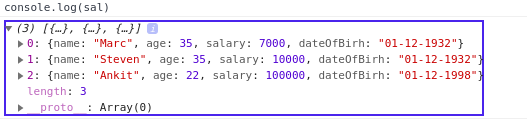 console.log(sal)
▼(3) [{…}, {…}, {…}] i
▶0: {name: "Marc", age: 35, salary: 7000, dateOfBirh: "01-12-1932"}
▶1: {name: "Steven", age: 35, salary: 10000, dateOfBirh: "01-12-1932"}
▶2: {name: "Ankit", age: 22, salary: 100000, dateOfBirh: "01-12-1998"}
length: 3
▶__proto__: Array(0)